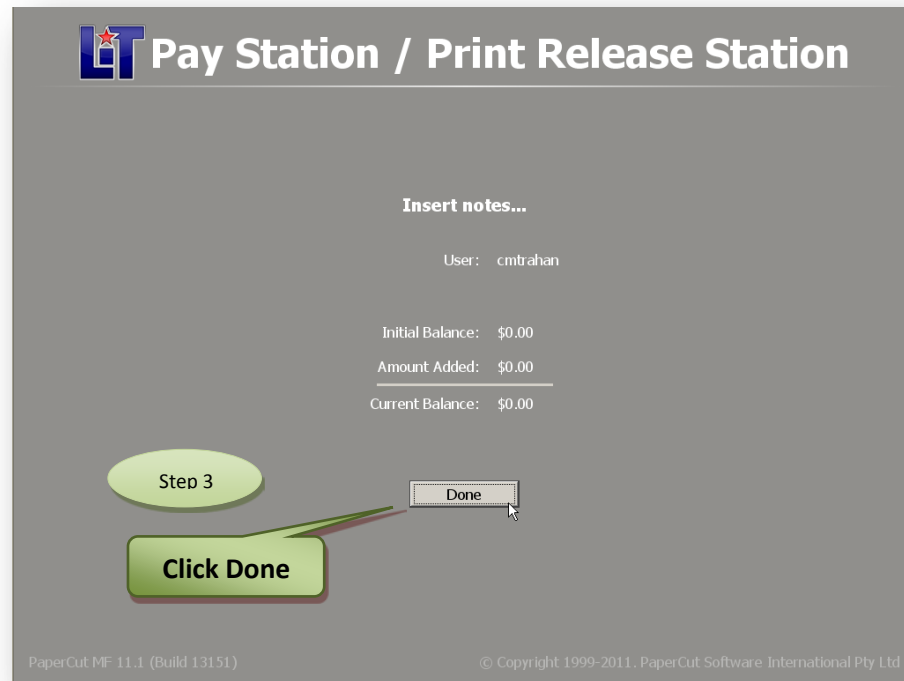 LIT Pay Station / Print Release Station
Insert notes...
User: cmtrahan
Initial Balance: $0.00
Amount Added: $0.00
Current Balance: $0.00
Step 3
Done
Click Done
PaperCut MF 11.1 (Build 13151) © Copyright 1999-2011. PaperCut Software International Pty Ltd